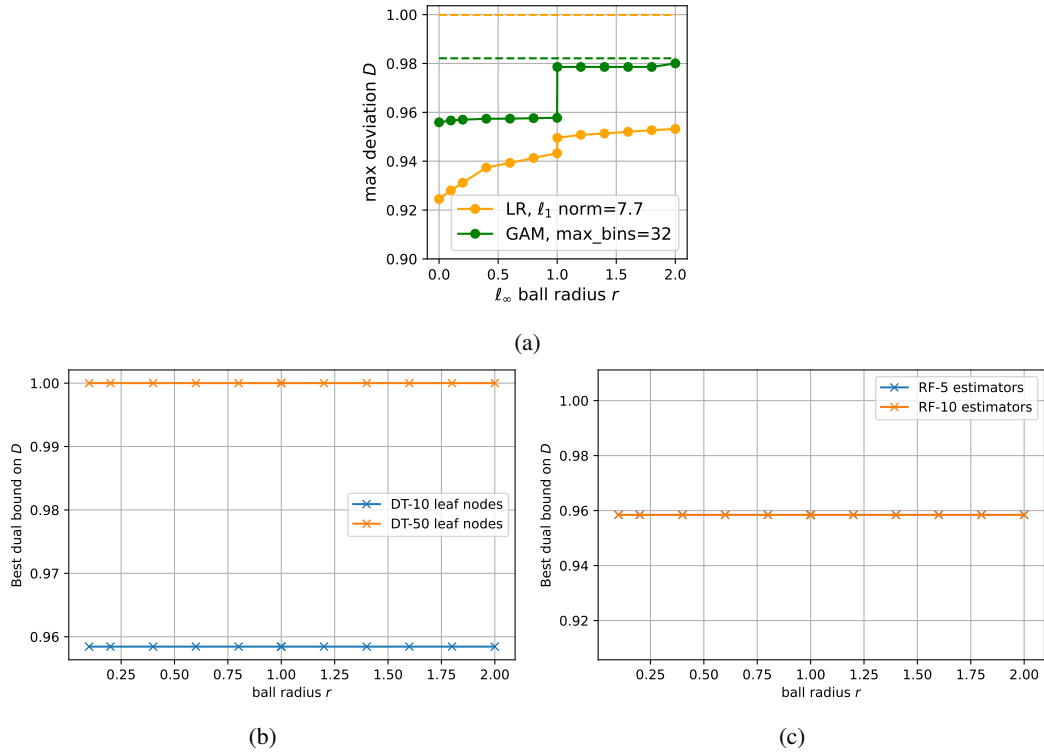 1.00
0.98
0.96
0.94
0.92
0.90
max deviation D
LR, ℓ₁ norm=7.7
GAM, max_bins=32
0.0 0.5 1.0 1.5 2.0
ℓ∞ ball radius r
(a)
1.00
0.99
0.98
0.97
0.96
Best dual bound on D
DT-10 leaf nodes
DT-50 leaf nodes
0.25 0.50 0.75 1.00 1.25 1.50 1.75 2.00
ball radius r
(b)
1.00
0.98
0.96
0.94
0.92
Best dual bound on D
RF-5 estimators
RF-10 estimators
0.25 0.50 0.75 1.00 1.25 1.50 1.75 2.00
ball radius r
(c)